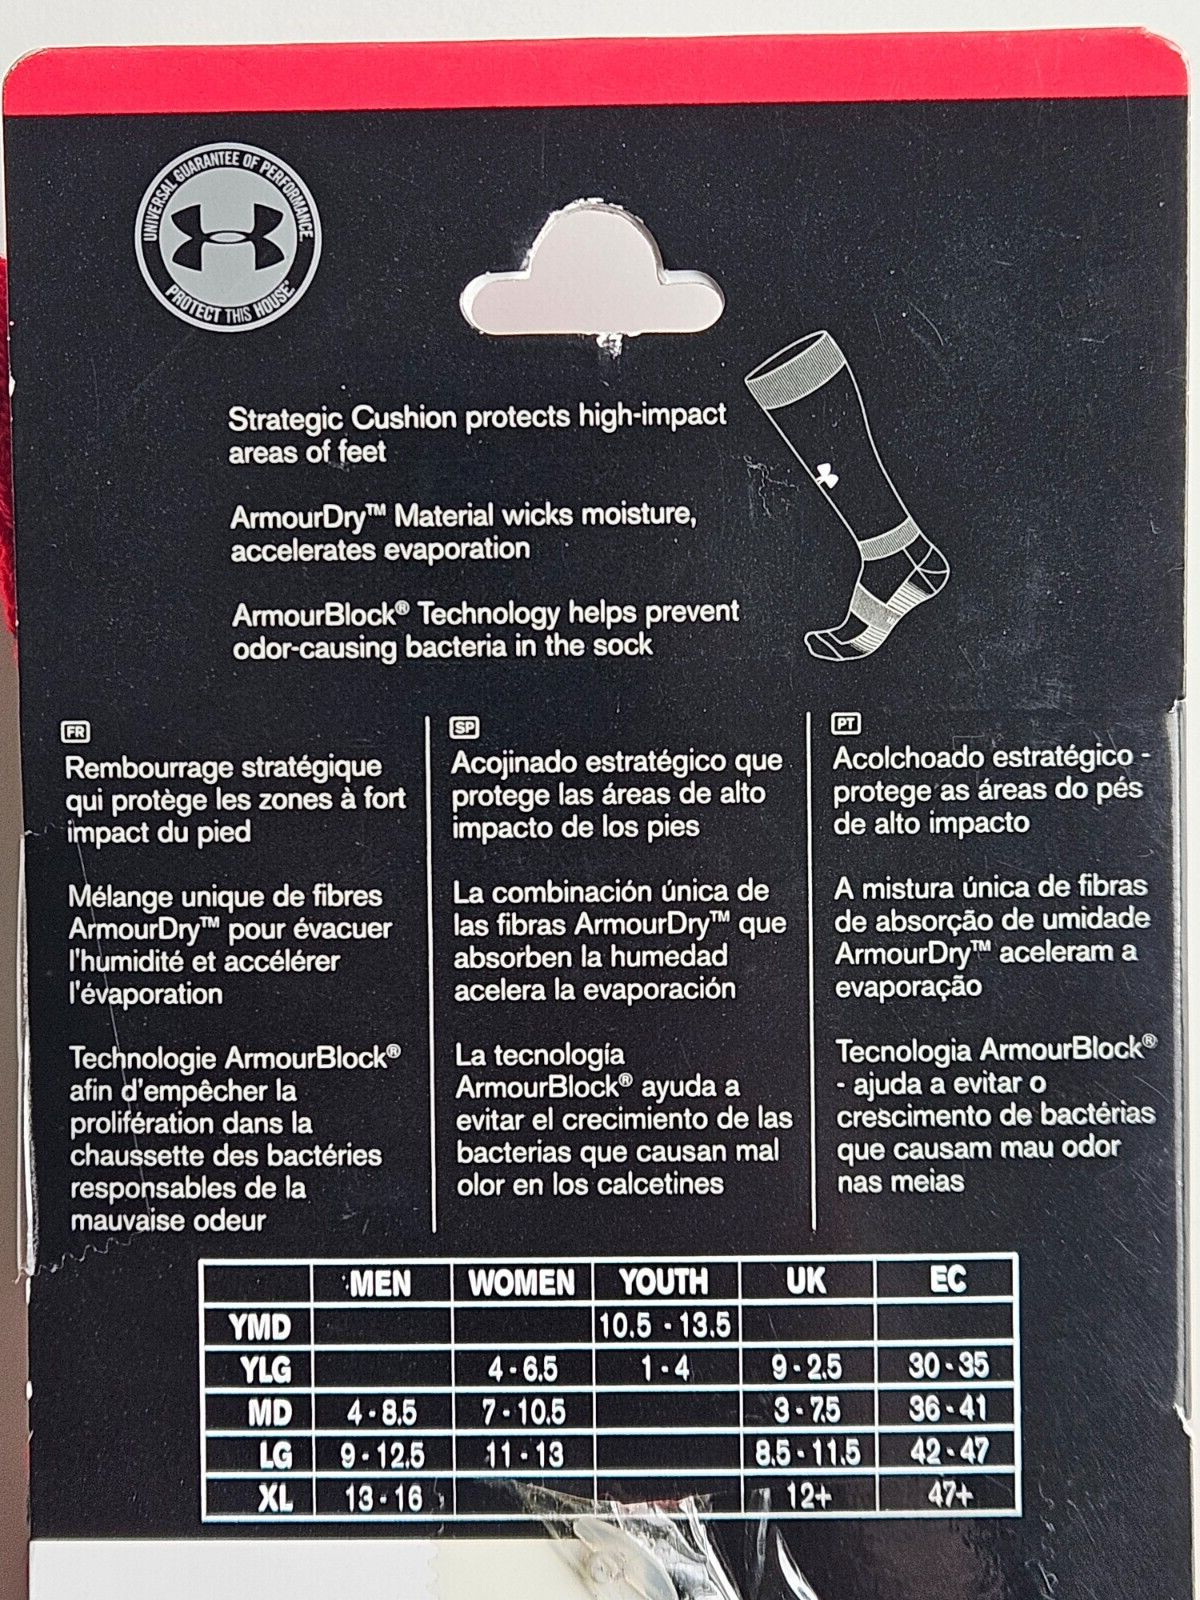 UNIVERSAL GUARANTEE OF PERFORMANCE.
PROTECT THIS HOUSE®
Strategic Cushion protects high-impact
areas of feet
ArmourDry™ Material wicks moisture,
accelerates evaporation
ArmourBlock® Technology helps prevent
odor-causing bacteria in the sock
FR
Rembourrage stratégique
qui protège les zones à fort
impact du pied
Mélange unique de fibres
ArmourDry™ pour évacuer
l'humidité et accélérer
l'évaporation
Technologie ArmourBlock®
afin d'empêcher la
prolifération dans la
chaussette des bactéries
responsables de la
mauvaise odeur
SP
Acojinado estratégico que
protege las áreas de alto
impacto de los pies
La combinación única de
las fibras ArmourDry™ que
absorben la humedad
acelera la evaporación
La tecnología
ArmourBlock® ayuda a
evitar el crecimiento de las
bacterias que causan mal
olor en los calcetines
PT
Acolchoado estratégico -
protege as áreas do pés
de alto impacto
A mistura única de fibras
de absorção de umidade
ArmourDry™ aceleram a
evaporação
Tecnologia ArmourBlock®
- ajuda a evitar o
crescimento de bactérias
que causam mau odor
nas meias
MEN WOMEN YOUTH UK EC
YMD 10.5 - 13.5
YLG 4 - 6.5 1 - 4 9 - 2.5 30 - 35
MD 4 - 8.5 7 - 10.5 3 - 7.5 36 - 41
LG 9 - 12.5 11 - 13 8.5 - 11.5 42 - 47
XL 13 - 16 12+ 47+